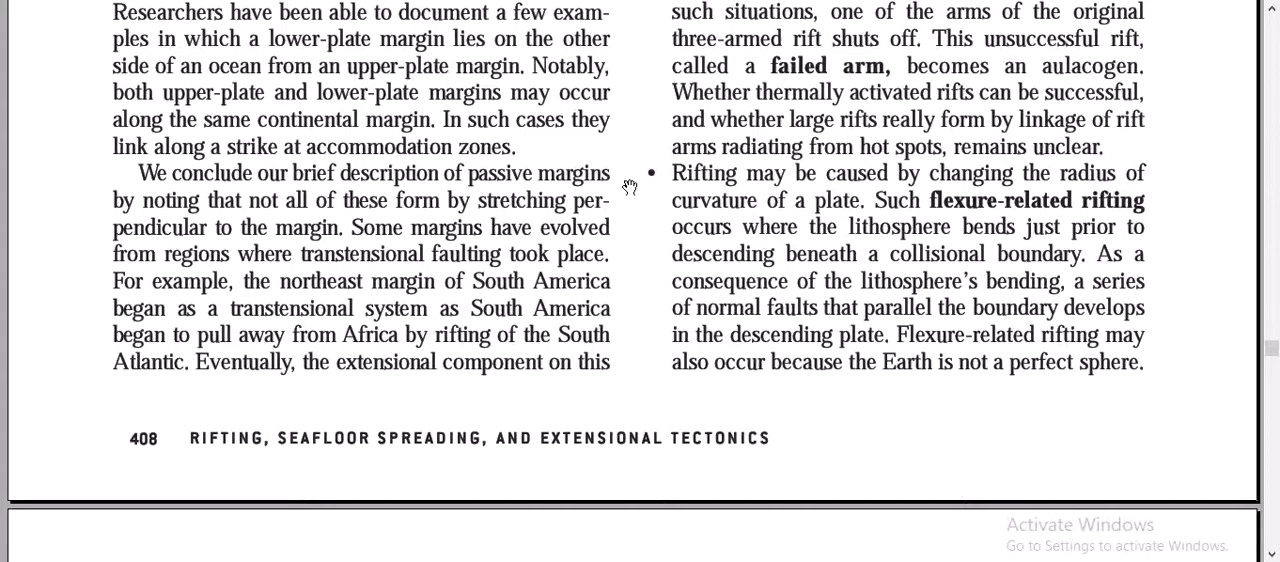 Researchers have been able to document a few exam-
ples in which a lower-plate margin lies on the other
side of an ocean from an upper-plate margin. Notably,
both upper-plate and lower-plate margins may occur
along the same continental margin. In such cases they
link along a strike at accommodation zones.
We conclude our brief description of passive margins
by noting that not all of these form by stretching per-
pendicular to the margin. Some margins have evolved
from regions where transtensional faulting took place.
For example, the northeast margin of South America
began as a transtensional system as South America
began to pull away from Africa by rifting of the South
Atlantic. Eventually, the extensional component on this
such situations, one of the arms of the original
three-armed rift shuts off. This unsuccessful rift,
called a failed arm, becomes an aulacogen.
Whether thermally activated rifts can be successful,
and whether large rifts really form by linkage of rift
arms radiating from hot spots, remains unclear.
• Rifting may be caused by changing the radius of
curvature of a plate. Such flexure-related rifting
occurs where the lithosphere bends just prior to
descending beneath a collisional boundary. As a
consequence of the lithosphere's bending, a series
of normal faults that parallel the boundary develops
in the descending plate. Flexure-related rifting may
also occur because the Earth is not a perfect sphere.
408 RIFTING, SEAFLOOR SPREADING, AND EXTENSIONAL TECTONICS
Activate Windows
Go to Settings to activate Windows.